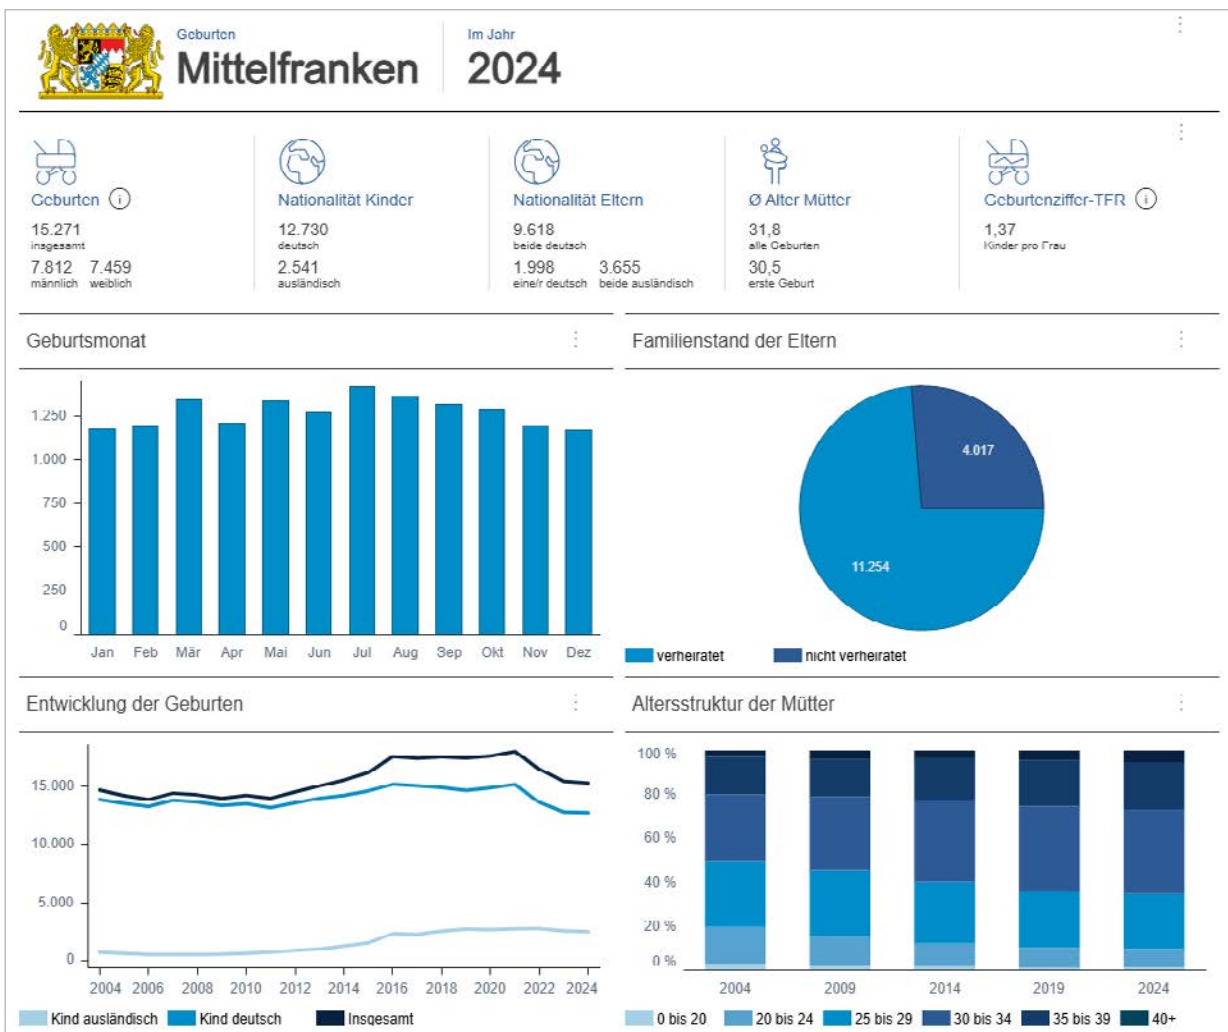 Geburten
Mittelfranken
Im Jahr
2024
Geburten
15.271
insgesamt
7.812 7.459
männlich weiblich
Nationalität Kinder
12.730
deutsch
2.541
ausländisch
Nationalität Eltern
9.618
beide deutsch
1.998 3.655
eine/r deutsch beide ausländisch
Ø Alter Mütter
31,8
alle Geburten
30,5
erste Geburt
Geburtenziffer-TFR
1,37
Kinder pro Frau
Geburtsmonat
1.250
1.000
750
500
250
0
Jan Feb Mär Apr Mai Jun Jul Aug Sep Okt Nov Dez
Familienstand der Eltern
4.017
11.254
verheiratet nicht verheiratet
Entwicklung der Geburten
15.000
10.000
5.000
0
2004 2006 2008 2010 2012 2014 2016 2018 2020 2022 2024
Kind ausländisch Kind deutsch Insgesamt
Altersstruktur der Mütter
100 %
80 %
60 %
40 %
20 %
0 %
2004 2009 2014 2019 2024
0 bis 20 20 bis 24 25 bis 29 30 bis 34 35 bis 39 40+